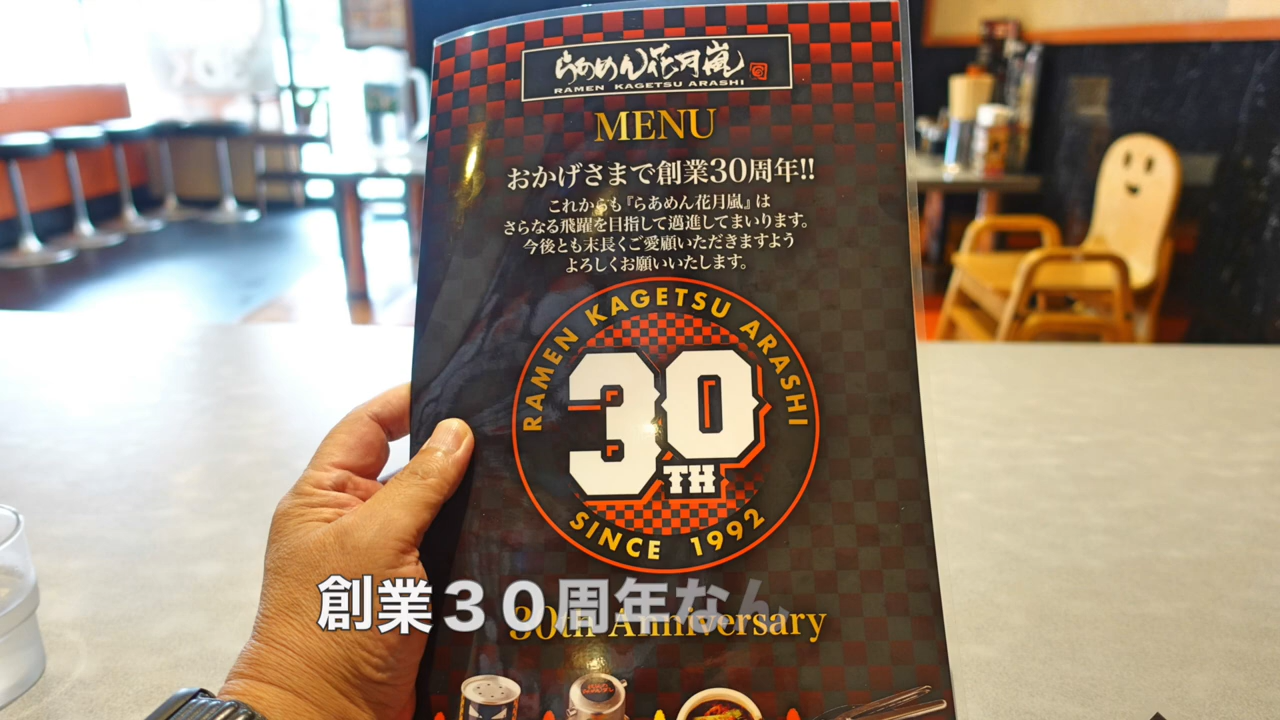 らあめん花月嵐
RAMEN KAGETSU ARASHI
MENU
おかげさまで創業30周年!!
これからも『らあめん花月嵐』は
さらなる飛躍を目指して邁進してまいります。
今後とも末長くご愛顧いただきますよう
よろしくお願いいたします。
RAMEN KAGETSU ARASHI
30TH
SINCE 1992
30th Anniversary
創業３０周年なん